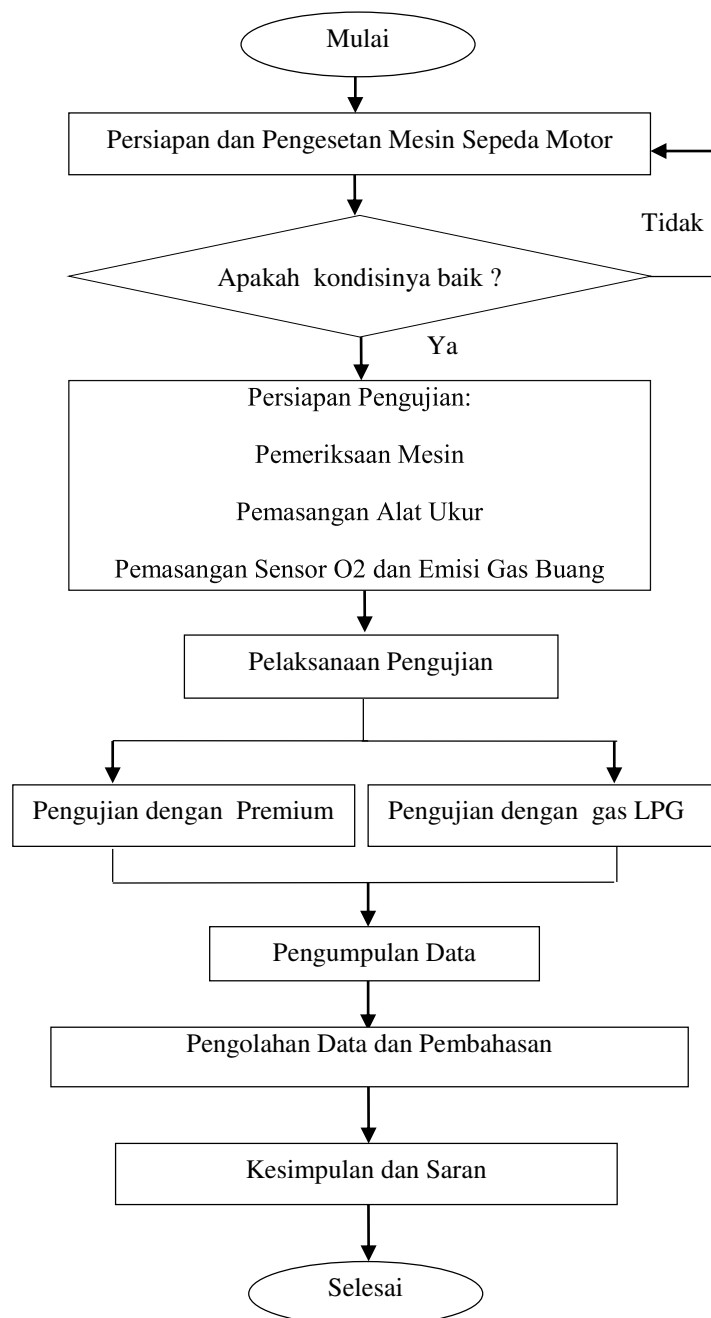 Mulai
Persiapan dan Pengesetan Mesin Sepeda Motor
Tidak
Apakah kondisinya baik ?
Ya
Persiapan Pengujian:
Pemeriksaan Mesin
Pemasangan Alat Ukur
Pemasangan Sensor O2 dan Emisi Gas Buang
Pelaksanaan Pengujian
Pengujian dengan Premium
Pengujian dengan gas LPG
Pengumpulan Data
Pengolahan Data dan Pembahasan
Kesimpulan dan Saran
Selesai